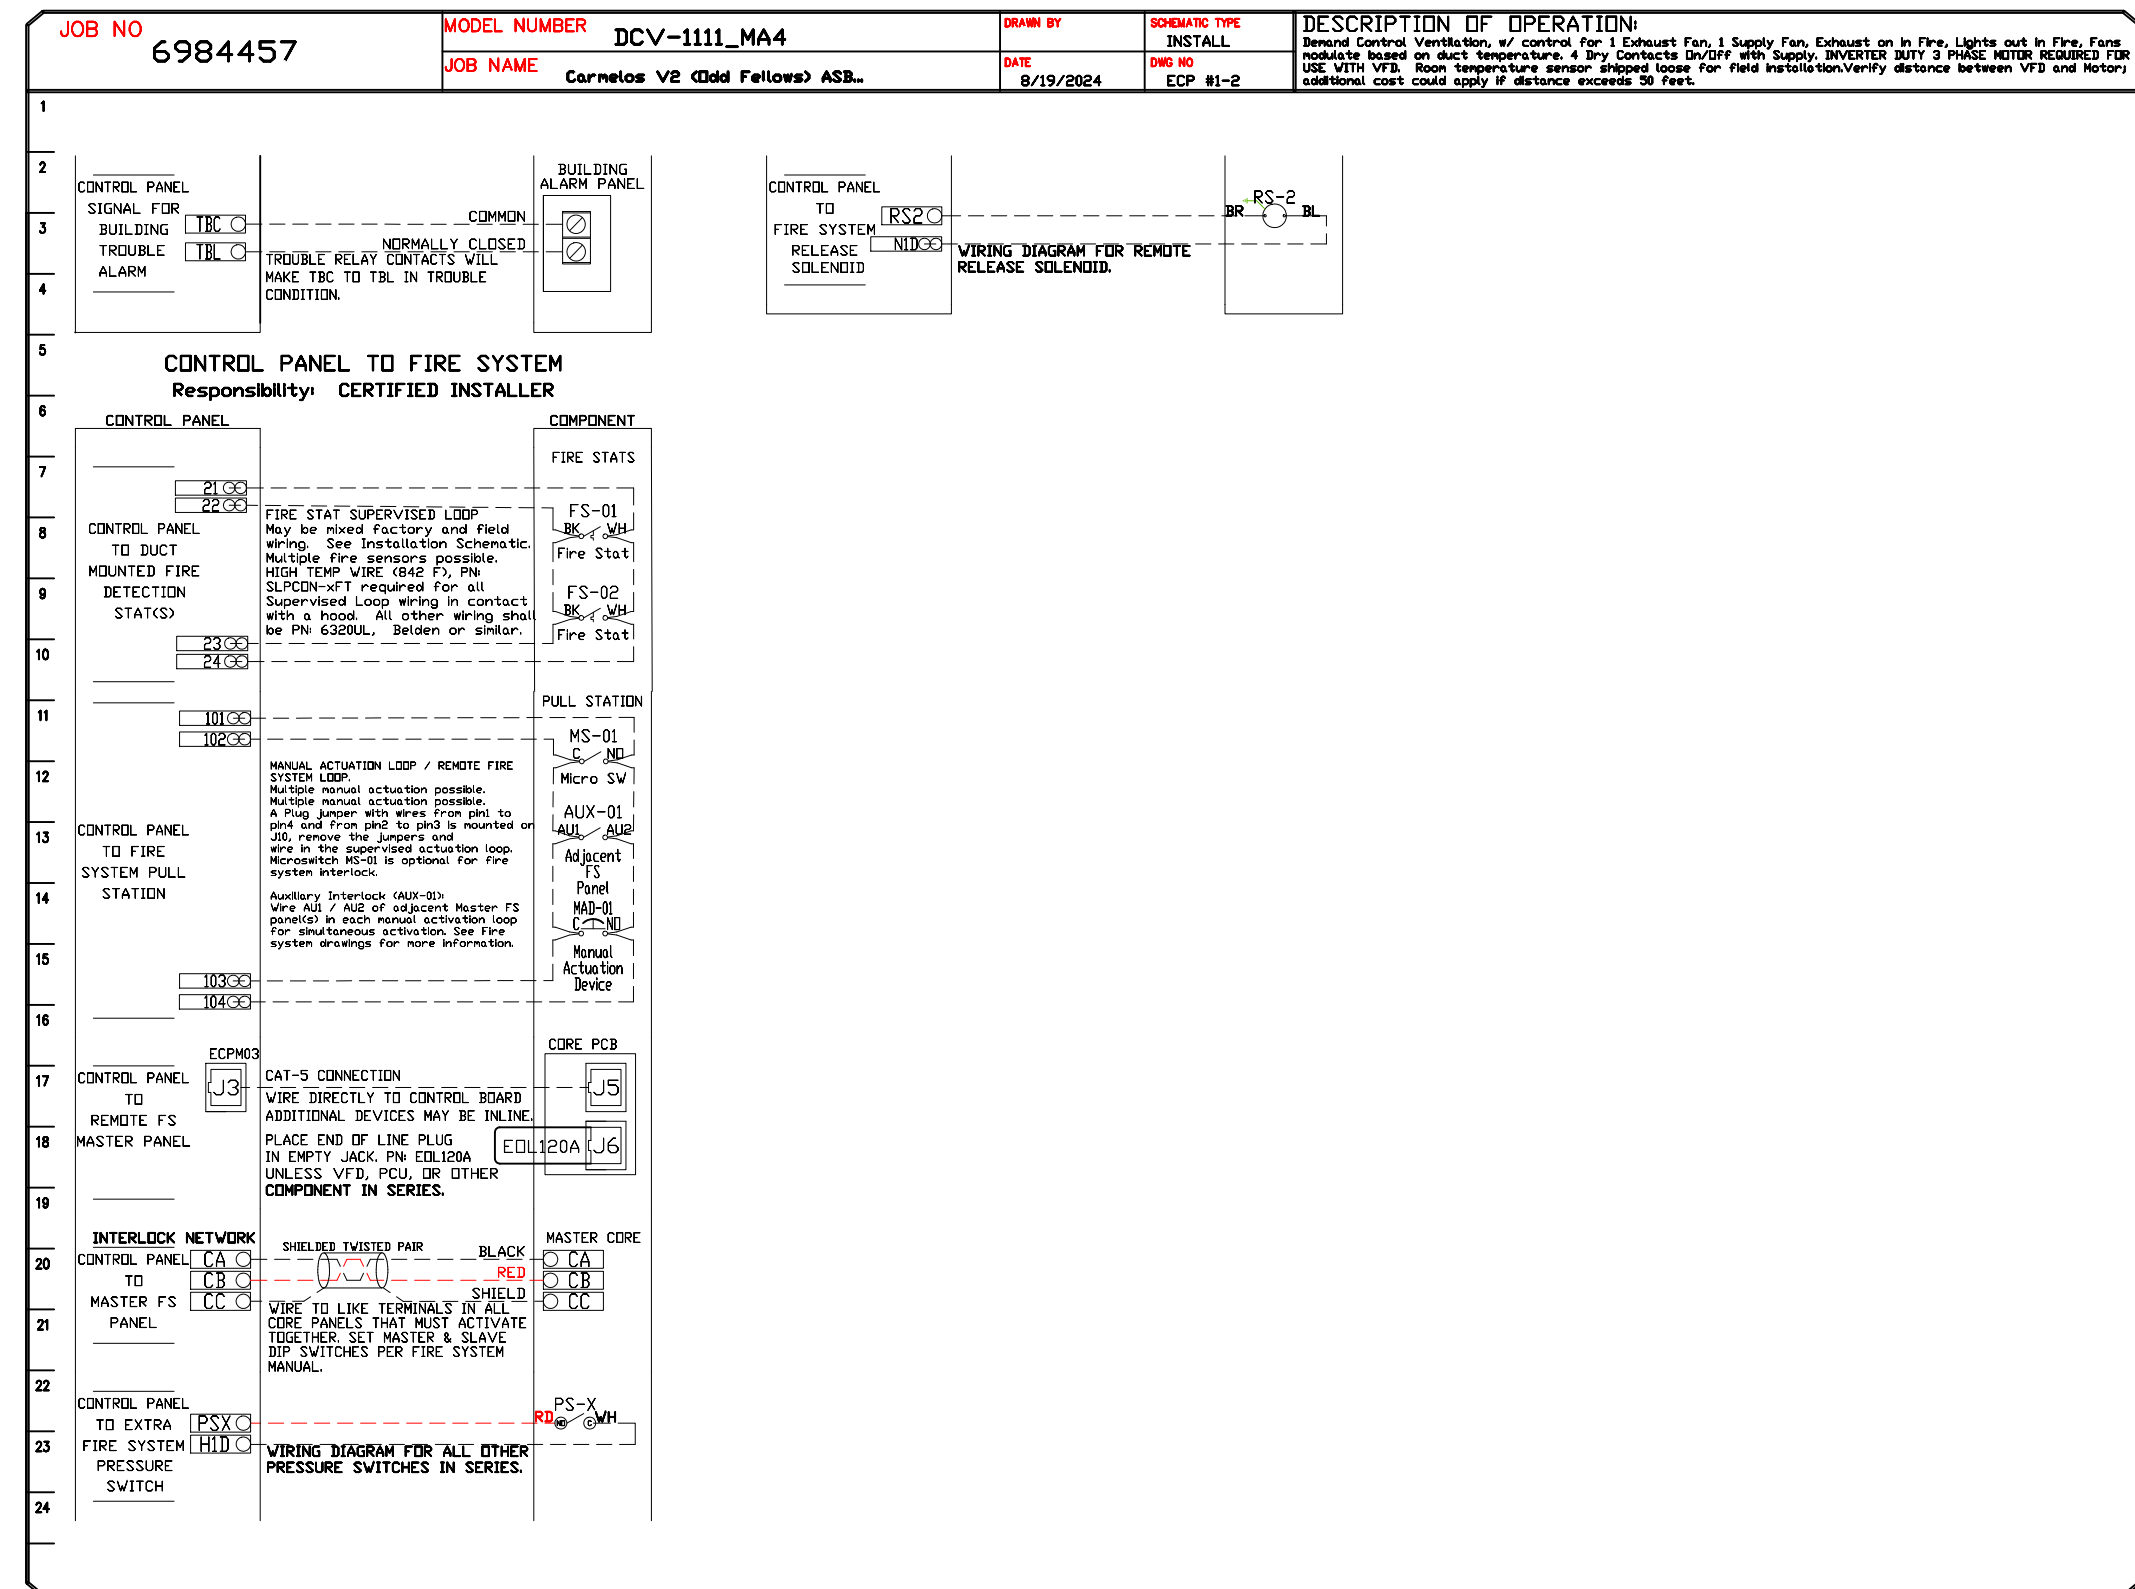 JOB NO 6984457
MODEL NUMBER DCV-1111_MA4
JOB NAME Carmelos V2 (Odd Fellows) ASB...
DRAWN BY
DATE
8/19/2024
SCHEMATIC TYPE
INSTALL
DWG NO
ECP #1-2
DESCRIPTION OF OPERATION:
Demand Control Ventilation, w/ control for 1 Exhaust Fan, 1 Supply Fan, Exhaust on in Fire, Lights out in Fire, Fans
modulate based on duct temperature. 4 Dry Contacts On/Off with Supply. INVERTER DUTY 3 PHASE MOTOR REQUIRED FOR
USE WITH VFD. Room temperature sensor shipped loose for field installation.Verify distance between VFD and Motor;
additional cost could apply if distance exceeds 50 feet.
1
2
3
4
5
6
7
8
9
10
11
12
13
14
15
16
17
18
19
20
21
22
23
24
CONTROL PANEL
SIGNAL FOR
BUILDING
TROUBLE
ALARM
TBC
TBL
COMMON
NORMALLY CLOSED
TROUBLE RELAY CONTACTS WILL
MAKE TBC TO TBL IN TROUBLE
CONDITION.
BUILDING
ALARM PANEL
CONTROL PANEL
TO
FIRE SYSTEM
RELEASE
SOLENOID
RS2
N1D
WIRING DIAGRAM FOR REMOTE
RELEASE SOLENOID.
RS-2
BR
BL
CONTROL PANEL TO FIRE SYSTEM
Responsibility: CERTIFIED INSTALLER
CONTROL PANEL
COMPONENT
FIRE STATS
21
22
CONTROL PANEL
TO DUCT
MOUNTED FIRE
DETECTION
STAT(S)
23
24
FIRE STAT SUPERVISED LOOP
May be mixed factory and field
wiring. See Installation Schematic.
Multiple fire sensors possible.
HIGH TEMP WIRE (842 F), PN:
SLPCON-xFT required for all
Supervised Loop wiring in contact
with a hood. All other wiring shall
be PN: 6320UL, Belden or similar.
FS-01
BK WH
Fire Stat
FS-02
BK WH
Fire Stat
PULL STATION
101
102
CONTROL PANEL
TO FIRE
SYSTEM PULL
STATION
103
104
MANUAL ACTUATION LOOP / REMOTE FIRE
SYSTEM LOOP.
Multiple manual actuation possible.
Multiple manual actuation possible.
A Plug jumper with wires from pin1 to
pin4 and from pin2 to pin3 is mounted on
J10, remove the jumpers and
wire in the supervised actuation loop.
Microswitch MS-01 is optional for fire
system interlock.
Auxiliary Interlock (AUX-01):
Wire AU1 / AU2 of adjacent Master FS
panel(s) in each manual activation loop
for simultaneous activation. See Fire
system drawings for more information.
MS-01
C NO
Micro SW
AUX-01
AU1 AU2
Adjacent
FS
Panel
MAD-01
C NO
Manual
Actuation
Device
CONTROL PANEL
TO
REMOTE FS
MASTER PANEL
ECPM03
J3
CAT-5 CONNECTION
WIRE DIRECTLY TO CONTROL BOARD
ADDITIONAL DEVICES MAY BE INLINE.
PLACE END OF LINE PLUG
IN EMPTY JACK. PN: EOL120A
UNLESS VFD, PCU, OR OTHER
COMPONENT IN SERIES.
CORE PCB
J5
EOL120A
J6
INTERLOCK NETWORK
CONTROL PANEL
TO
MASTER FS
PANEL
CA
CB
CC
SHIELDED TWISTED PAIR
BLACK
RED
SHIELD
WIRE TO LIKE TERMINALS IN ALL
CORE PANELS THAT MUST ACTIVATE
TOGETHER. SET MASTER & SLAVE
DIP SWITCHES PER FIRE SYSTEM
MANUAL.
MASTER CORE
CA
CB
CC
CONTROL PANEL
TO EXTRA
FIRE SYSTEM
PRESSURE
SWITCH
PSX
H1D
WIRING DIAGRAM FOR ALL OTHER
PRESSURE SWITCHES IN SERIES.
PS-X
RD NO C WH